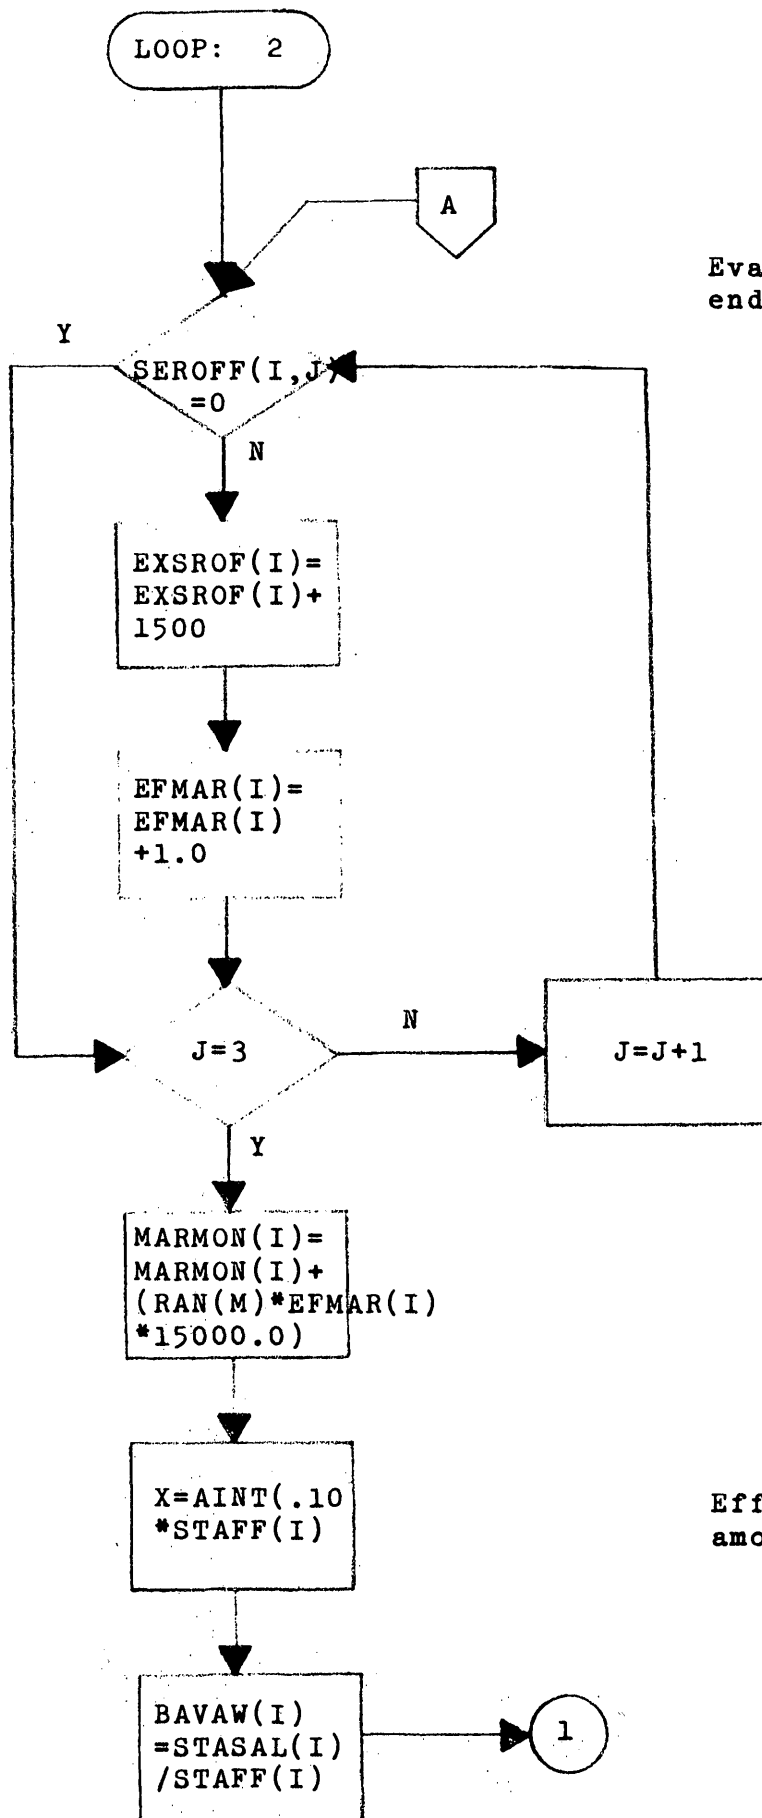 LOOP: 2
A
Eva
end
Y
SEROFF(I,J)
=0
N
EXSROF(I)=
EXSROF(I)+
1500
EFMAR(I)=
EFMAR(I)
+1.0
J=3
N
J=J+1
Y
MARMON(I)=
MARMON(I)+
(RAN(M)*EFMAR(I)
*15000.0)
X=AINT(.10
*STAFF(I)
Eff
amo
BAVAW(I)
=STASAL(I)
/STAFF(I)
1